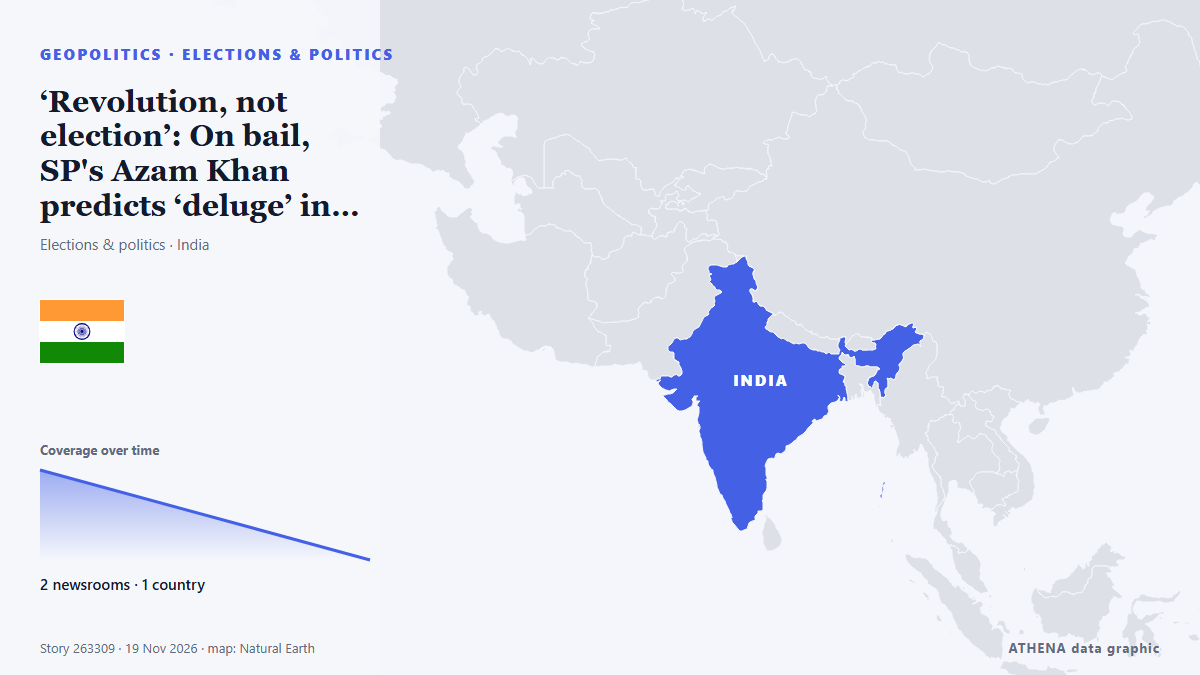 GEOPOLITICS · ELECTIONS & POLITICS
‘Revolution, not
election’: On bail,
SP's Azam Khan
predicts ‘deluge’ in…
Elections & politics · India
INDIA
Coverage over time
2 newsrooms · 1 country
Story 263309 · 19 Nov 2026 · map: Natural Earth
ATHENA data graphic